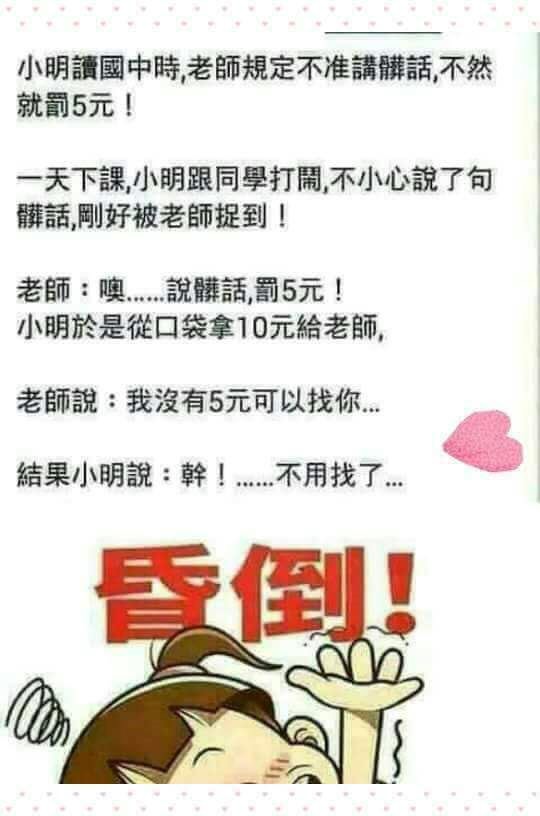 小明讀國中時,老師規定不准講髒話,不然
就罰5元！
一天下課,小明跟同學打鬧,不小心說了句
髒話,剛好被老師捉到！
老師：噢......說髒話,罰5元！
小明於是從口袋拿10元給老師,
老師說：我沒有5元可以找你...
結果小明說：幹！......不用找了...
昏倒!